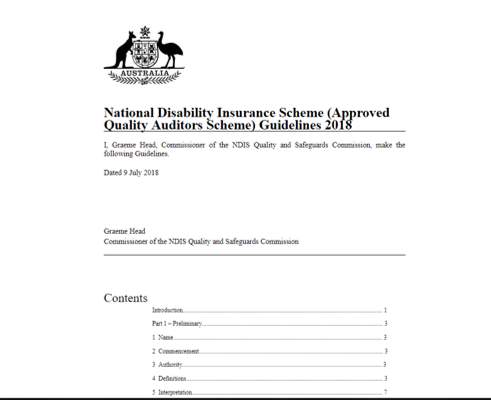 AUSTRALIA
National Disability Insurance Scheme (Approved
Quality Auditors Scheme) Guidelines 2018
I, Graeme Head, Commissioner of the NDIS Quality and Safeguards Commission, make the
following Guidelines.
Dated 9 July 2018
Graeme Head
Commissioner of the NDIS Quality and Safeguards Commission
Contents
Introduction 1
Part 1 – Preliminary 3
1 Name 3
2 Commencement 3
3 Authority 3
4 Definitions 3
5 Interpretation 7